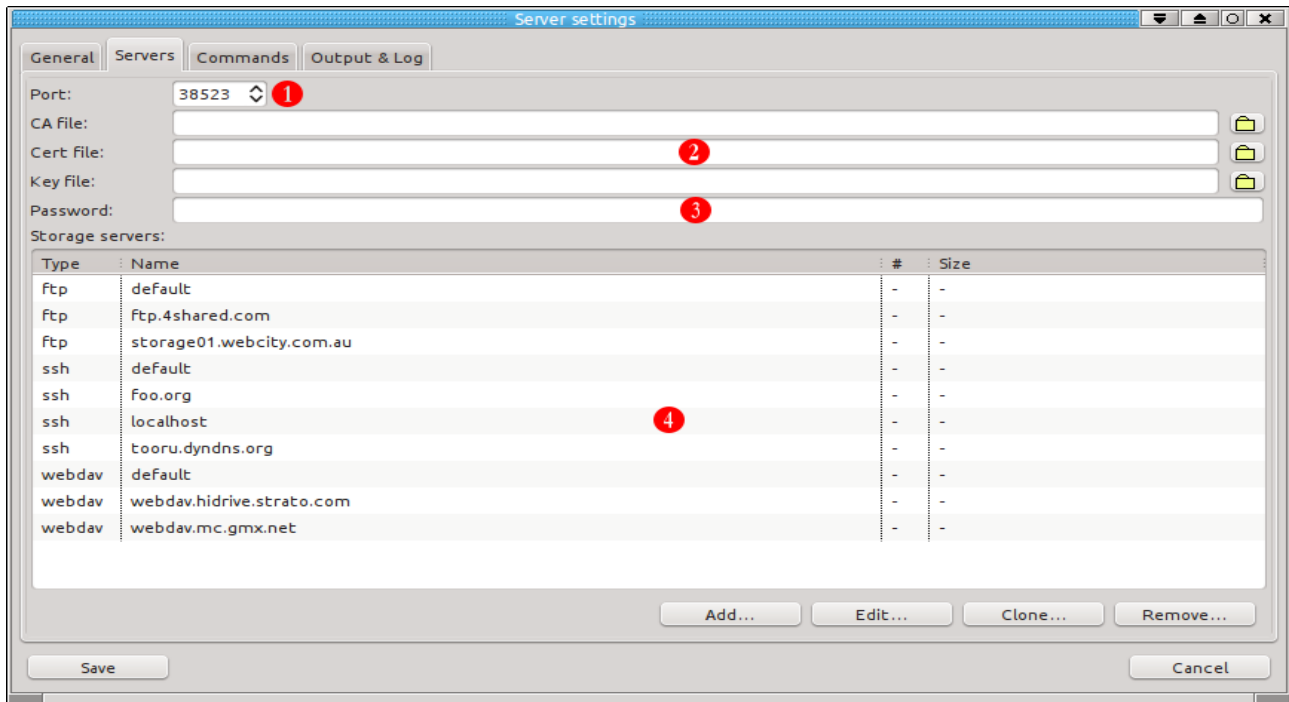 Server settings
General Servers Commands Output & Log
Port: 38523 1
CA file:
Cert file: 2
Key file:
Password: 3
Storage servers:
Type Name # Size
ftp default - -
ftp ftp.4shared.com - -
ftp storage01.webcity.com.au - -
ssh default - -
ssh foo.org - -
ssh localhost 4 - -
ssh tooru.dyndns.org - -
webdav default - -
webdav webdav.hidrive.strato.com - -
webdav webdav.mc.gmx.net - -
Add... Edit... Clone... Remove...
Save Cancel